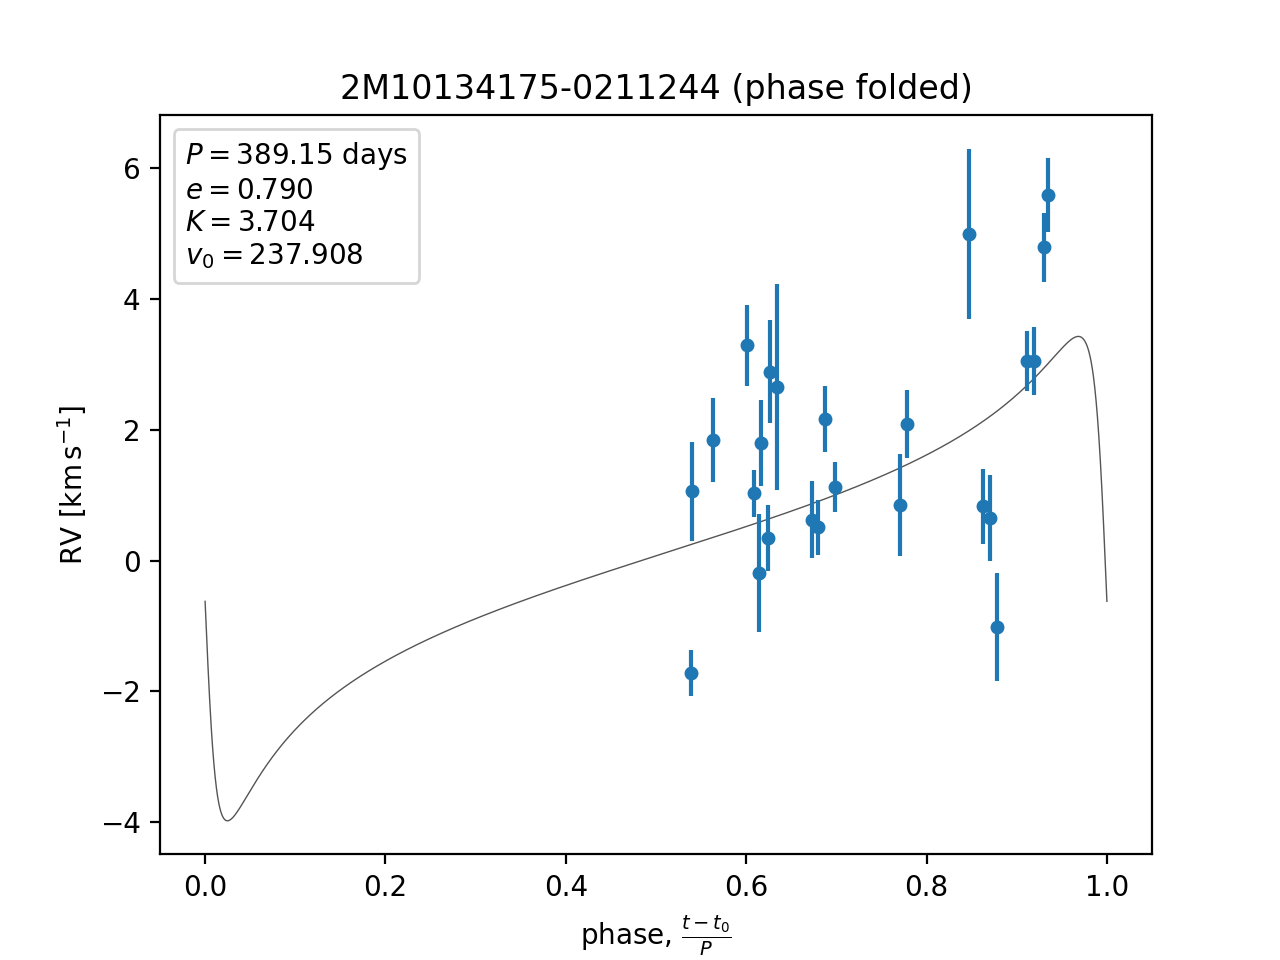 2M10134175-0211244 (phase folded)
P = 389.15 days
e = 0.790
K = 3.704
v₀ = 237.908
6
4
2
0
−2
−4
RV [km s⁻¹]
0.0 0.2 0.4 0.6 0.8 1.0
phase, (t − t₀)/P